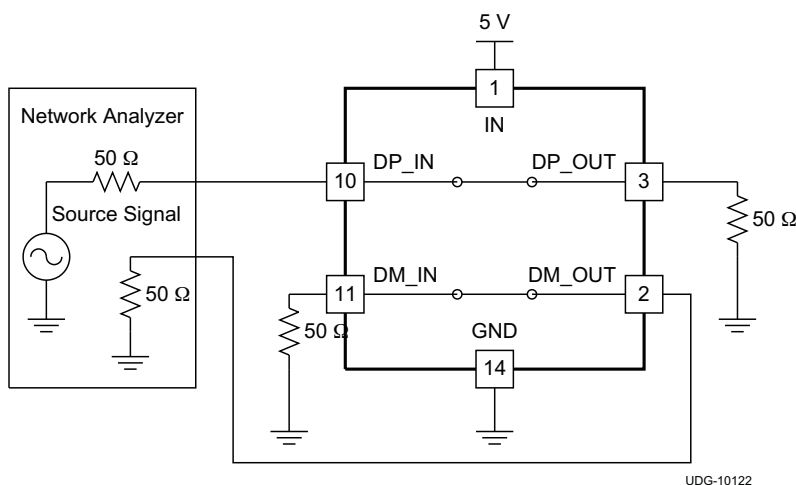 5 V
1
IN
Network Analyzer
50 Ω
Source Signal
50 Ω
10
DP_IN
DP_OUT
3
50 Ω
11
DM_IN
DM_OUT
2
50 Ω
GND
14
UDG-10122